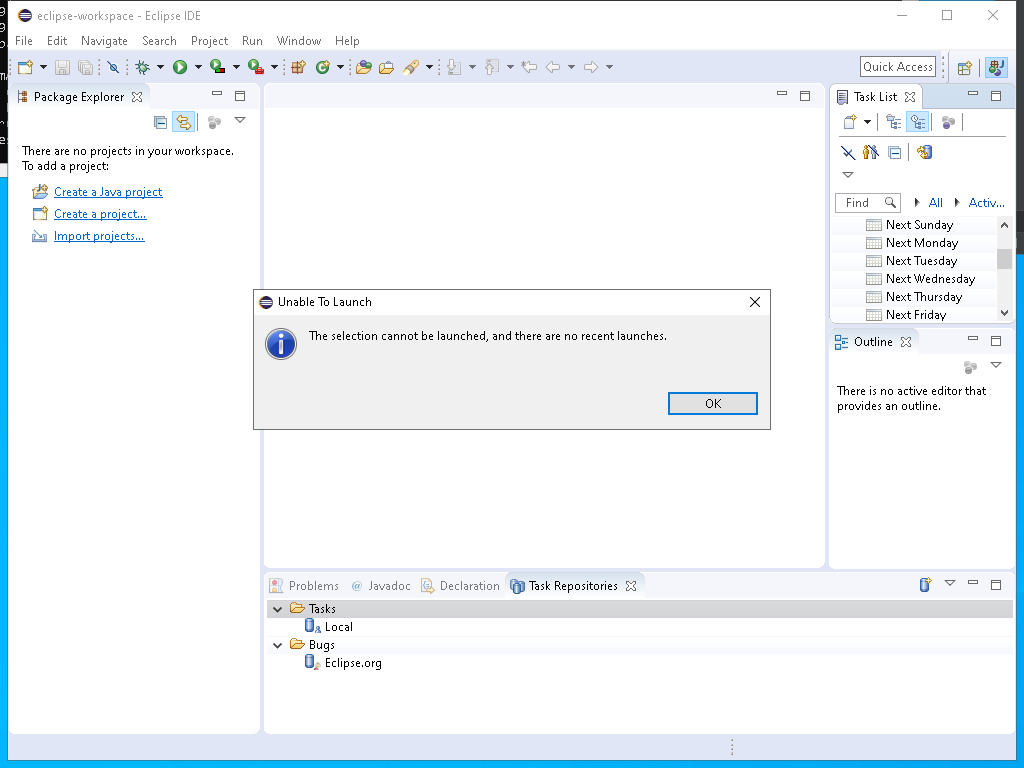 eclipse-workspace - Eclipse IDE
File Edit Navigate Search Project Run Window Help
Quick Access
Package Explorer
There are no projects in your workspace.
To add a project:
Create a Java project
Create a project...
Import projects...
Task List
Find
All
Activ...
Next Sunday
Next Monday
Next Tuesday
Next Wednesday
Next Thursday
Next Friday
Unable To Launch
The selection cannot be launched, and there are no recent launches.
OK
Outline
There is no active editor that
provides an outline.
Problems @ Javadoc Declaration Task Repositories
Tasks
Local
Bugs
Eclipse.org